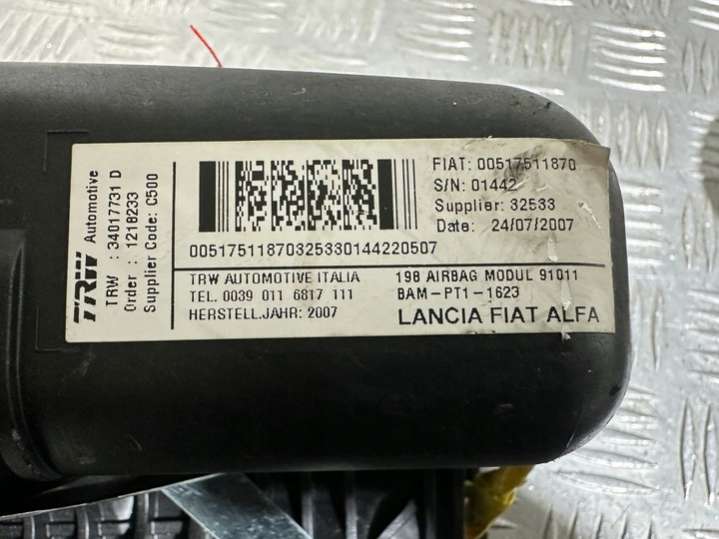 TRW Automotive
TRW : 34017731 D
Order : 1218233
Supplier Code: C500
FIAT: 00517511870
S/N: 01442
Supplier: 32533
Date: 24/07/2007
00517511870325330144220507
TRW AUTOMOTIVE ITALIA
TEL. 0039 011 6817 111
HERSTELL.JAHR: 2007
198 AIRBAG MODUL 91011
BAM-PT1-1623
LANCIA FIAT ALFA